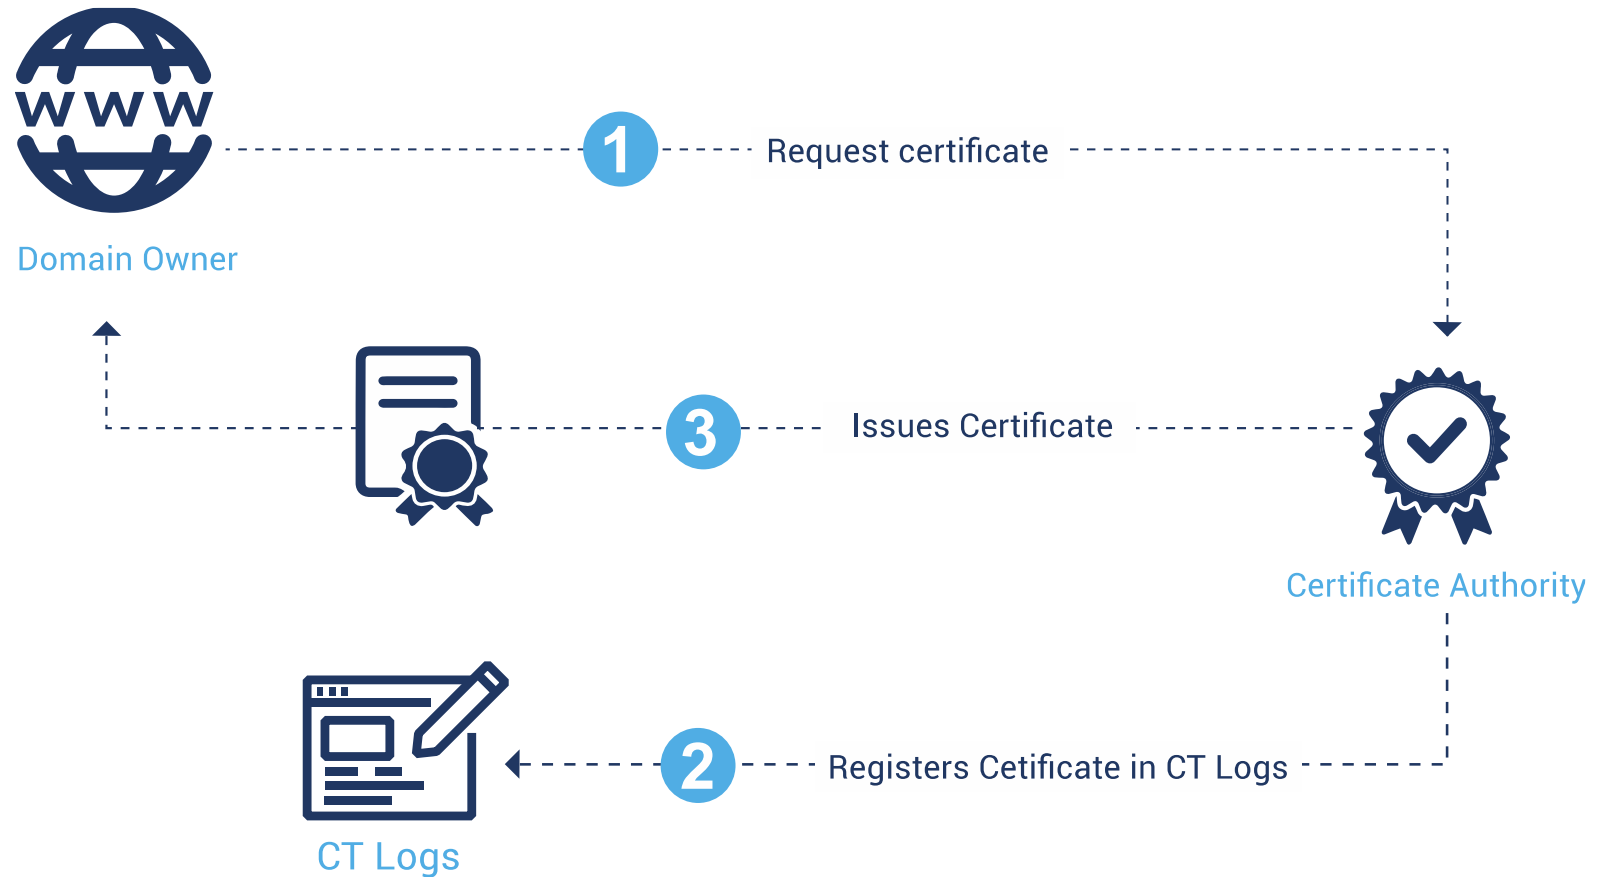 www
1
Request certificate
Domain Owner
3
Issues Certificate
Certificate Authority
2
Registers Cetificate in CT Logs
CT Logs